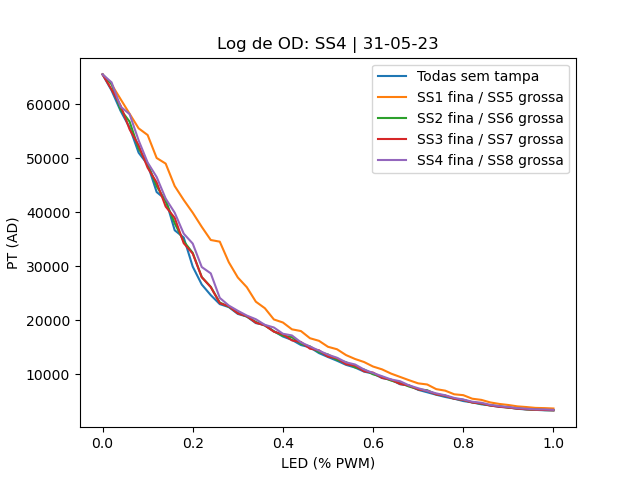 Log de OD: SS4 | 31-05-23
Todas sem tampa
SS1 fina / SS5 grossa
SS2 fina / SS6 grossa
SS3 fina / SS7 grossa
SS4 fina / SS8 grossa
PT (AD)
60000
50000
40000
30000
20000
10000
0.0 0.2 0.4 0.6 0.8 1.0
LED (% PWM)